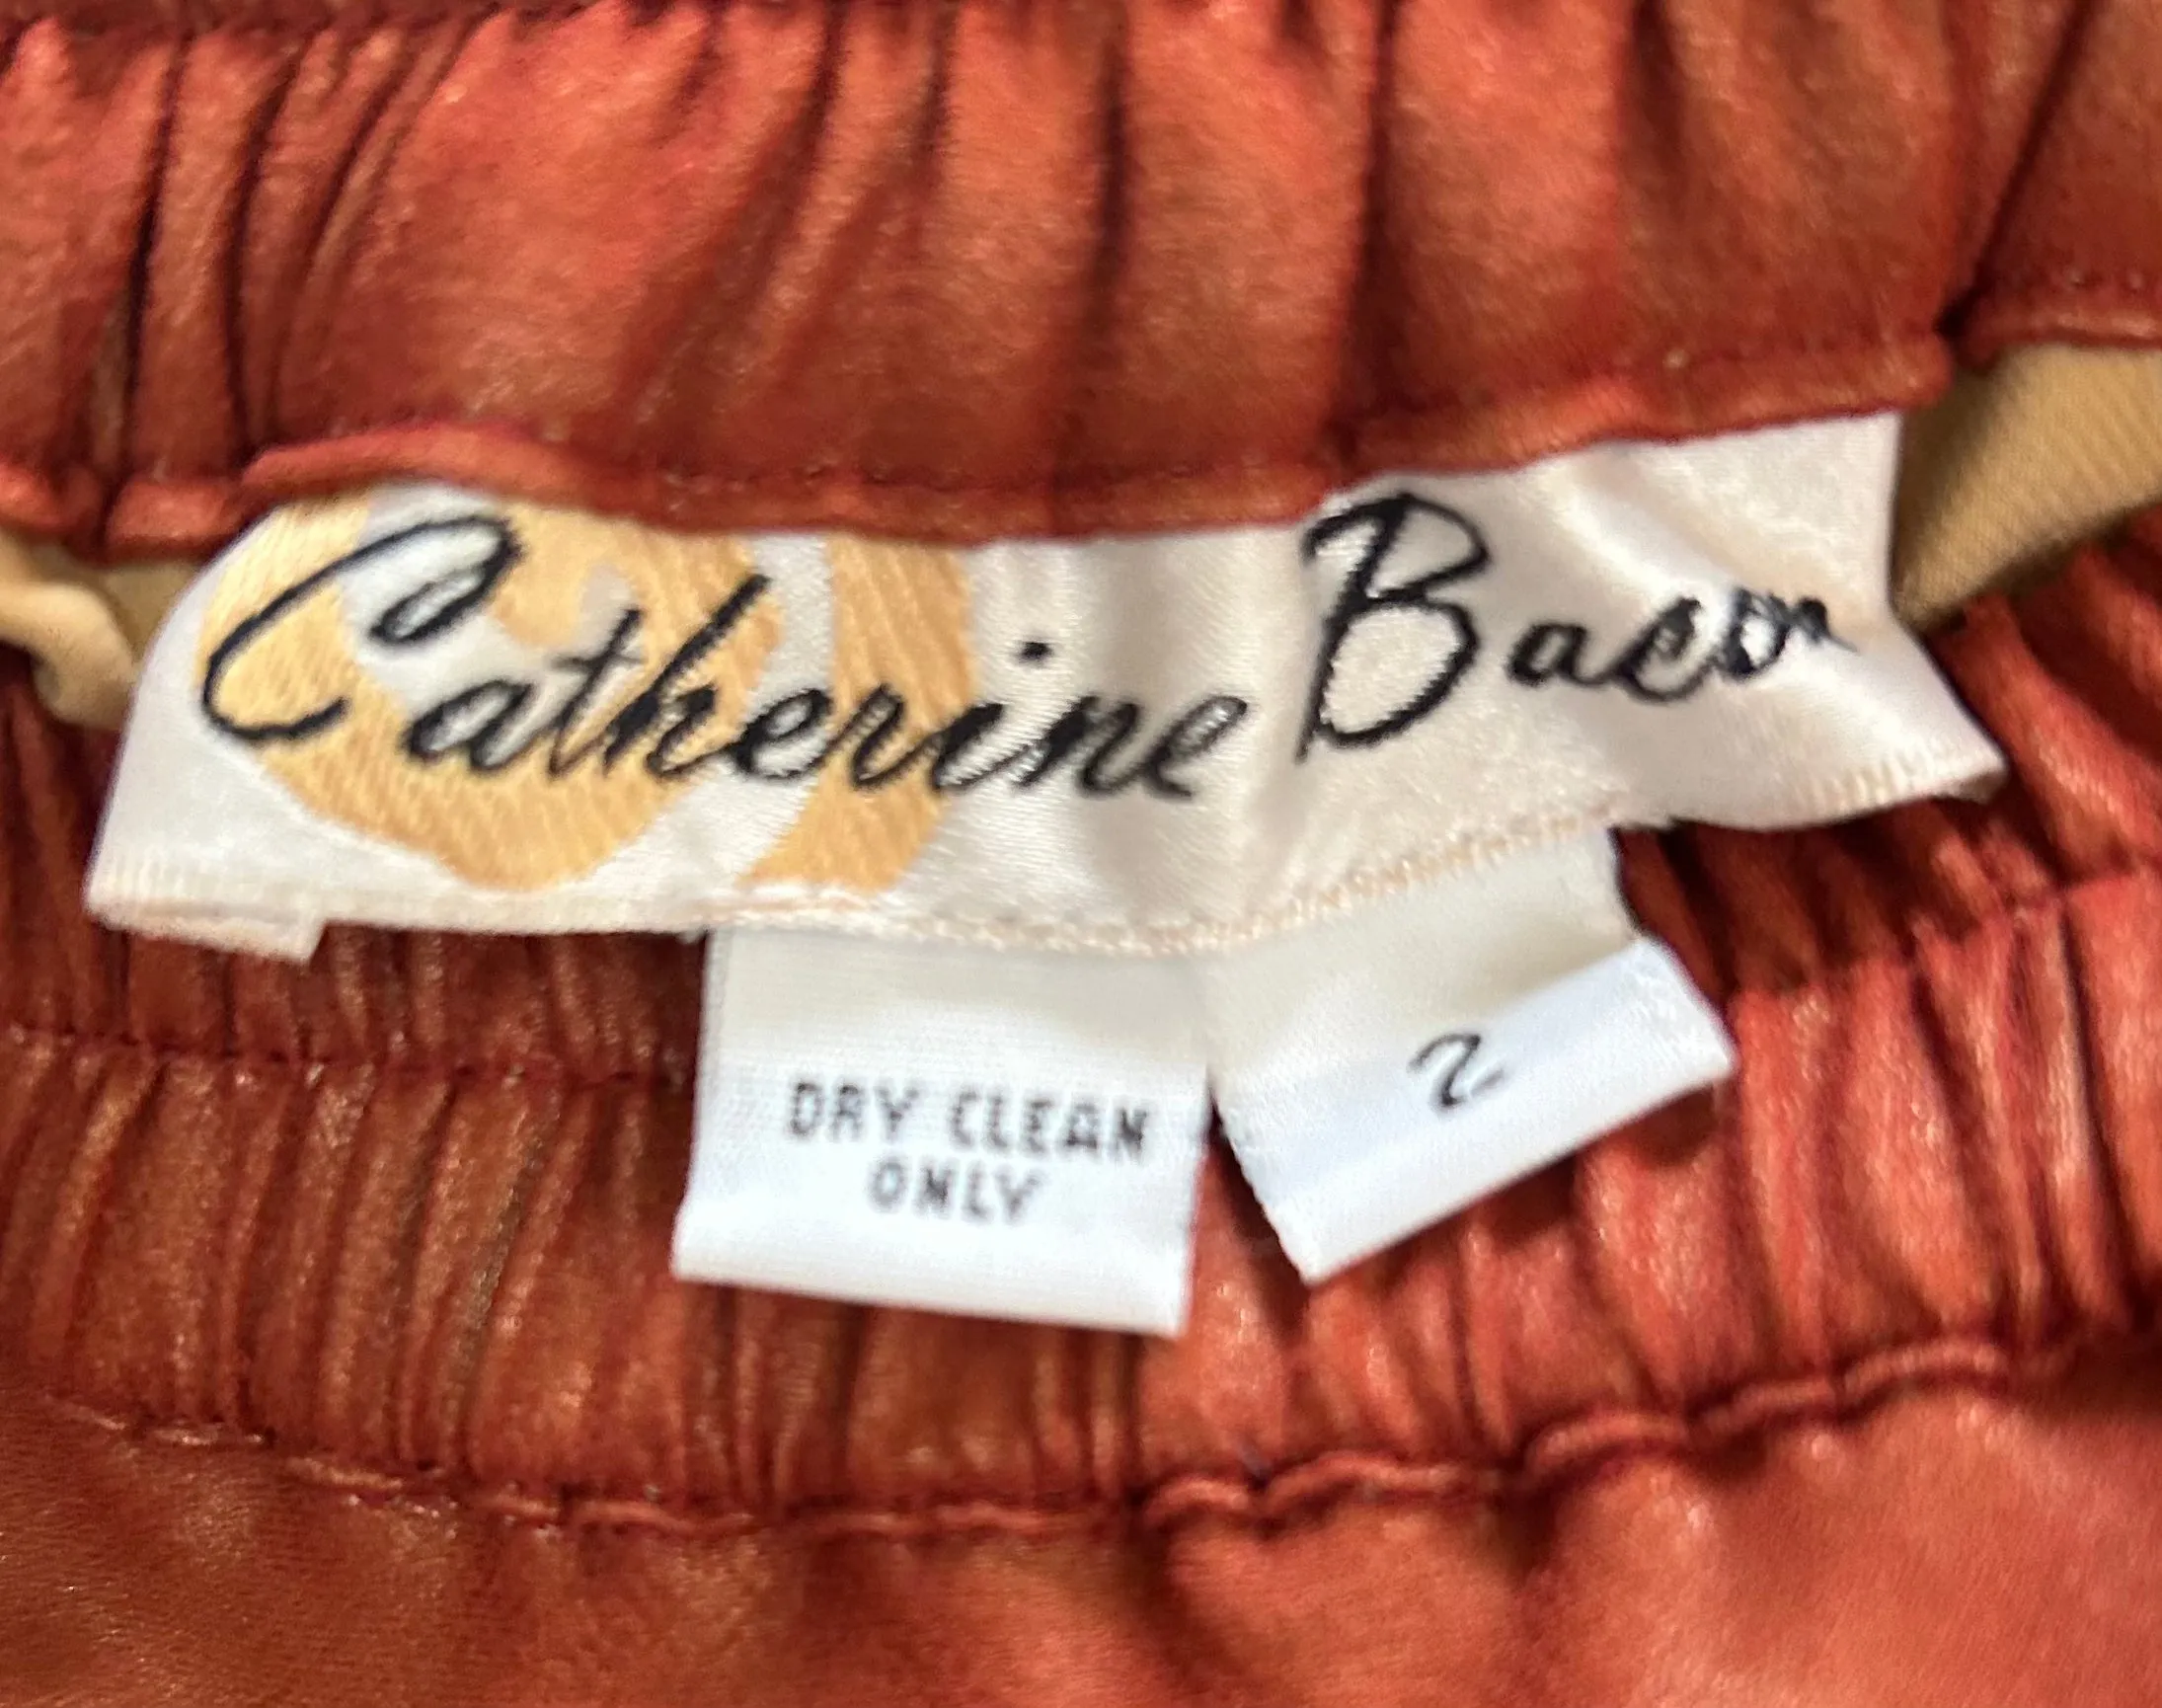 Catherine Bacon
2
DRY CLEAN
ONLY